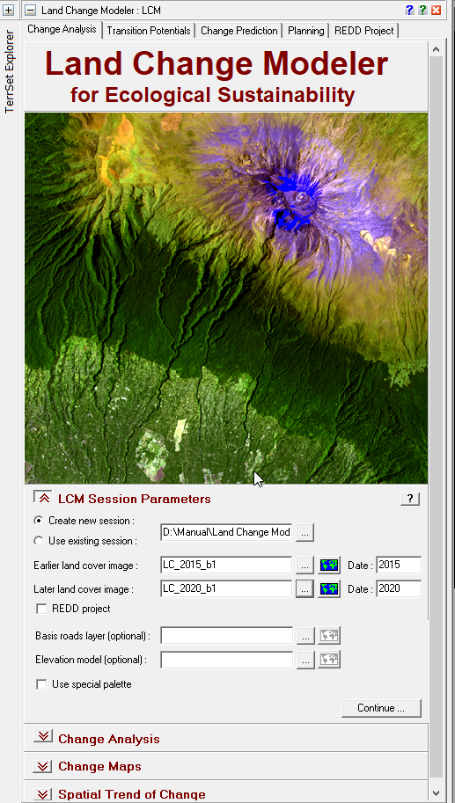 Land Change Modeler : LCM
? ?
TerrSet Explorer
Change Analysis Transition Potentials Change Prediction Planning REDD Project
Land Change Modeler
for Ecological Sustainability
LCM Session Parameters ?
Create new session :
D:\Manual\Land Change Mod ...
Use existing session :
Earlier land cover image : LC_2015_b1 ... Date : 2015
Later land cover image : LC_2020_b1 ... Date : 2020
REDD project
Basis roads layer (optional) : ...
Elevation model (optional) : ...
Use special palette
Continue ...
Change Analysis
Change Maps
Spatial Trend of Change